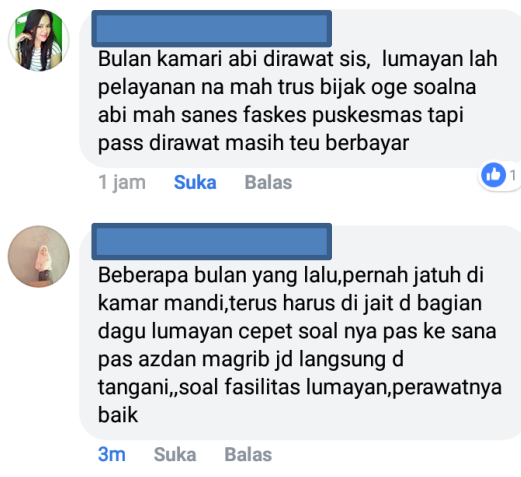 Bulan kamari abi dirawat sis, lumayan lah
pelayanan na mah trus bijak oge soalna
abi mah sanes faskes puskesmas tapi
pass dirawat masih teu berbayar
1 jam Suka Balas
1
Beberapa bulan yang lalu,pernah jatuh di
kamar mandi,terus harus di jait d bagian
dagu lumayan cepet soal nya pas ke sana
pas azdan magrib jd langsung d
tangani,,soal fasilitas lumayan,perawatnya
baik
3m Suka Balas